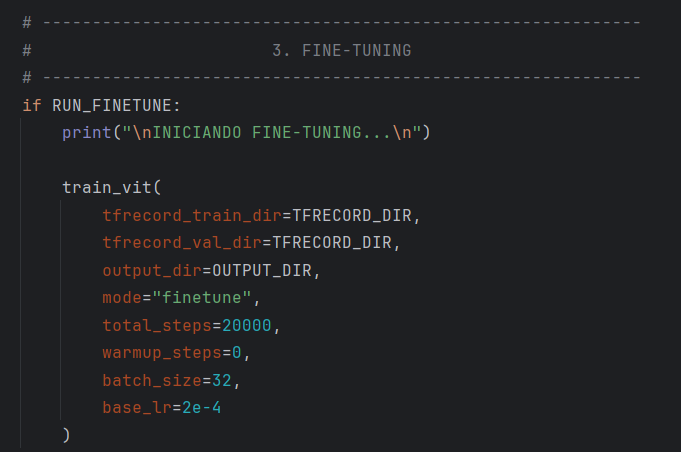 # ------------------------------------------------------------
#                        3. FINE-TUNING
# ------------------------------------------------------------
if RUN_FINETUNE:
    print("\nINICIANDO FINE-TUNING...\n")

    train_vit(
        tfrecord_train_dir=TFRECORD_DIR,
        tfrecord_val_dir=TFRECORD_DIR,
        output_dir=OUTPUT_DIR,
        mode="finetune",
        total_steps=20000,
        warmup_steps=0,
        batch_size=32,
        base_lr=2e-4
    )